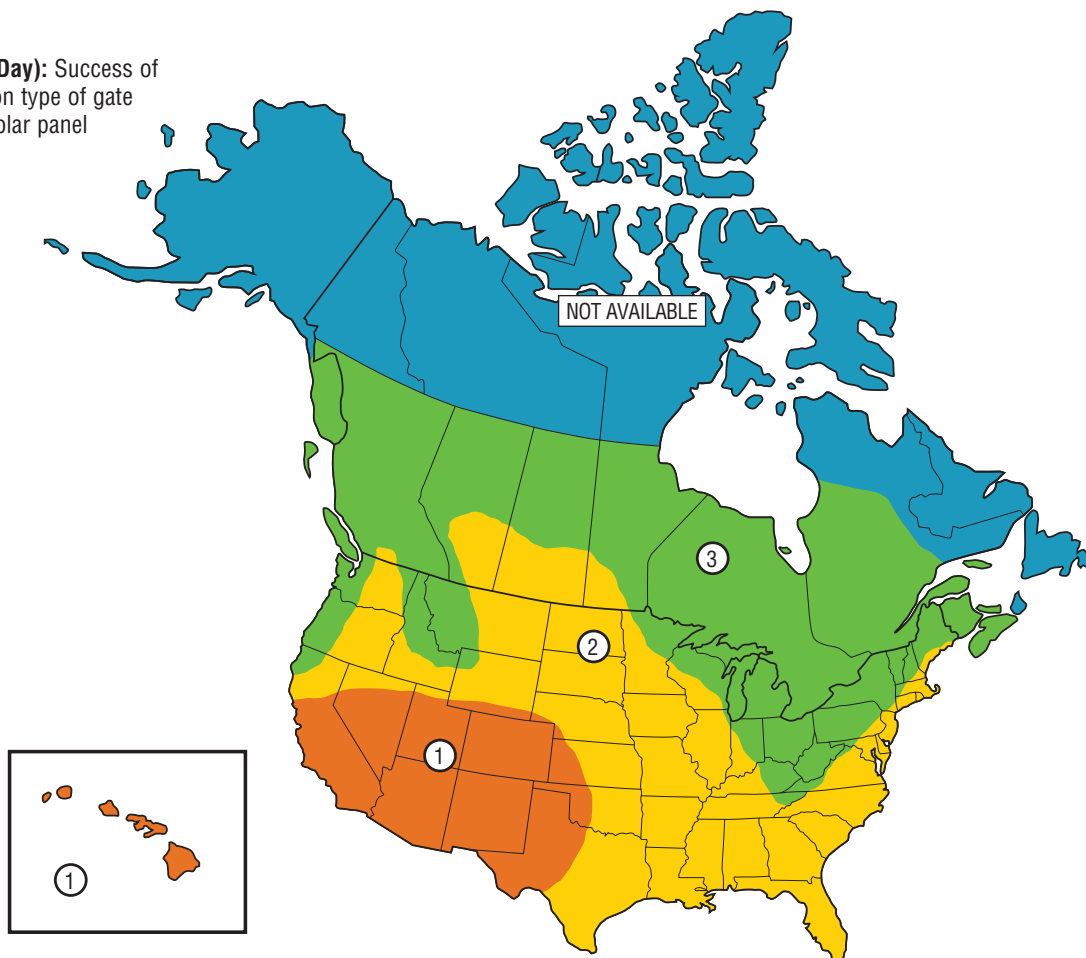 Day): Success of
on type of gate
olar panel
NOT AVAILABLE
3
2
1
1